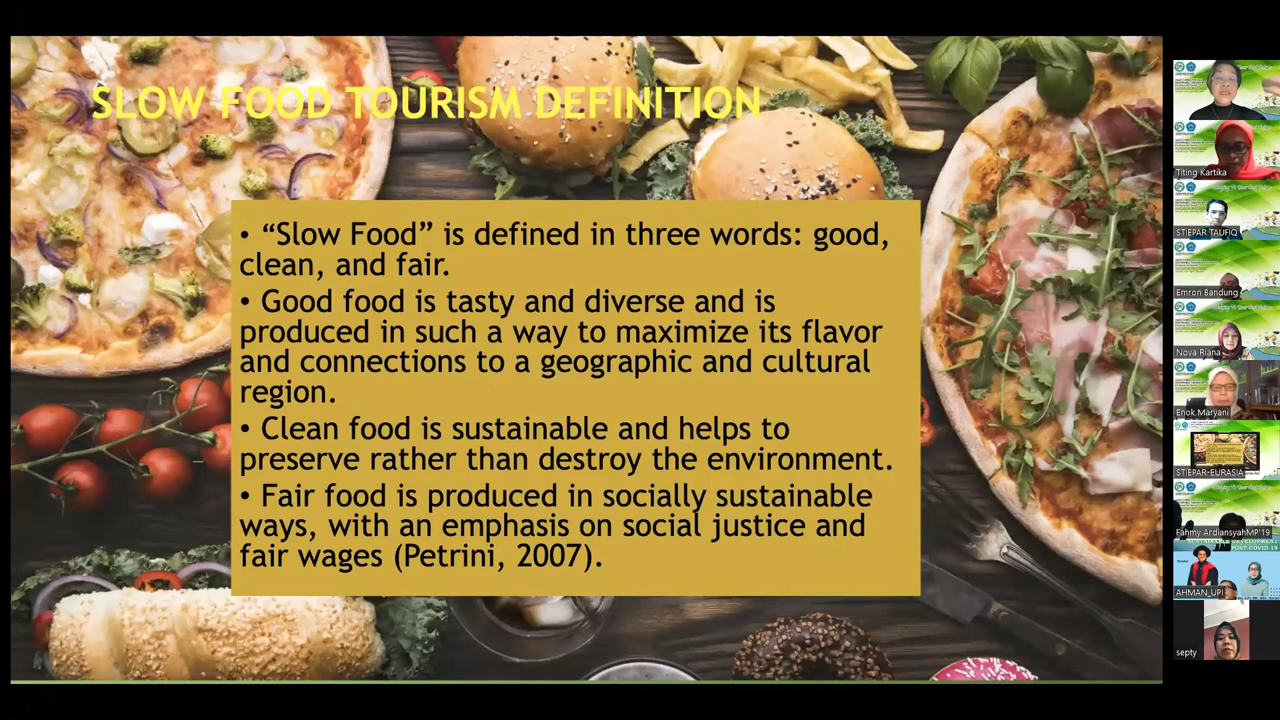 SLOW FOOD TOURISM DEFINITION
• “Slow Food” is defined in three words: good,
clean, and fair.
• Good food is tasty and diverse and is
produced in such a way to maximize its flavor
and connections to a geographic and cultural
region.
• Clean food is sustainable and helps to
preserve rather than destroy the environment.
• Fair food is produced in socially sustainable
ways, with an emphasis on social justice and
fair wages (Petrini, 2007).
Titing Kartika
STIEPAR TAUFIQ
Emron Bandung
Nova Riana
Enok Maryani
STIEPAR-EURASIA
Fahmy ArdiansyahMP'19
POST COVID-19
AHMAN_UPI
septy